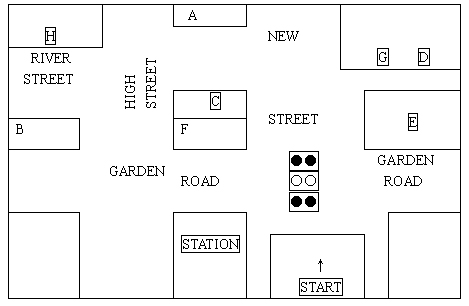 A
H
NEW
RIVER
STREET
G D
HIGH
STREET
C
B
F
STREET
E
GARDEN
ROAD
GARDEN
ROAD
STATION
↑
START